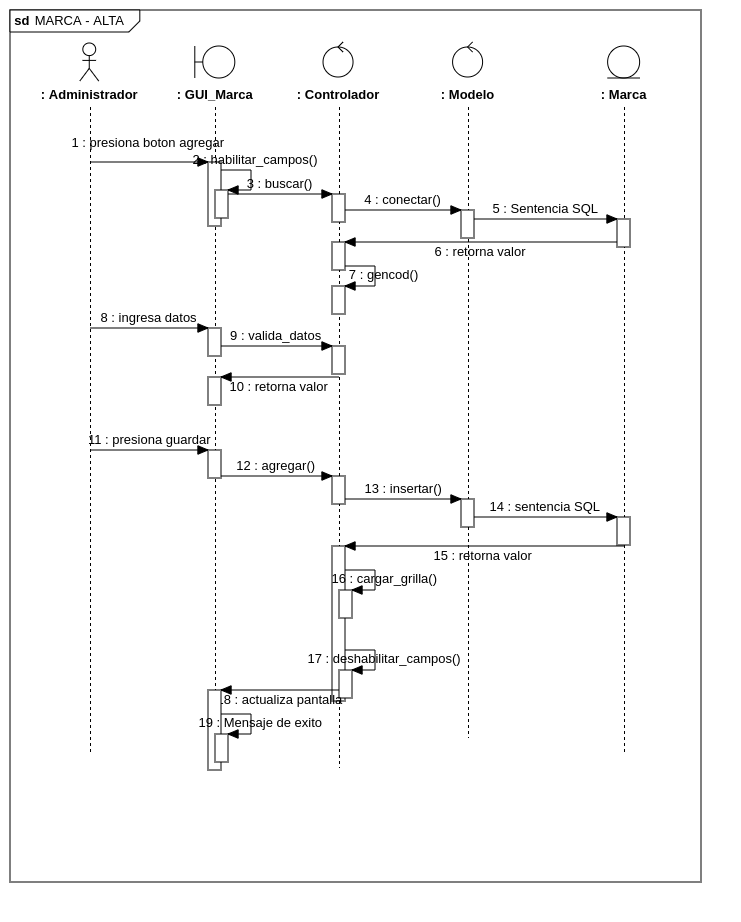 sd MARCA - ALTA
: Administrador
: GUI_Marca
: Controlador
: Modelo
: Marca
1 : presiona boton agregar
2 : habilitar_campos()
3 : buscar()
4 : conectar()
5 : Sentencia SQL
6 : retorna valor
7 : gencod()
8 : ingresa datos
9 : valida_datos
10 : retorna valor
11 : presiona guardar
12 : agregar()
13 : insertar()
14 : sentencia SQL
15 : retorna valor
16 : cargar_grilla()
17 : deshabilitar_campos()
18 : actualiza pantalla
19 : Mensaje de exito